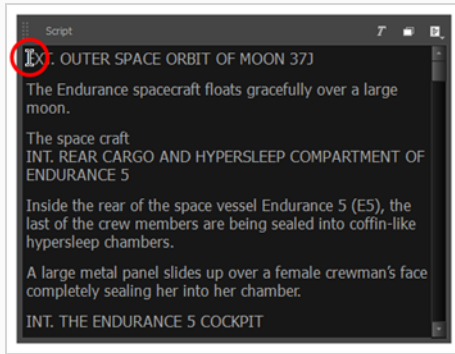 Script
EXT. OUTER SPACE ORBIT OF MOON 37J
The Endurance spacecraft floats gracefully over a large
moon.
The space craft
INT. REAR CARGO AND HYPERSLEEP COMPARTMENT OF
ENDURANCE 5
Inside the rear of the space vessel Endurance 5 (E5), the
last of the crew members are being sealed into coffin-like
hypersleep chambers.
A large metal panel slides up over a female crewman's face
completely sealing her into her chamber.
INT. THE ENDURANCE 5 COCKPIT